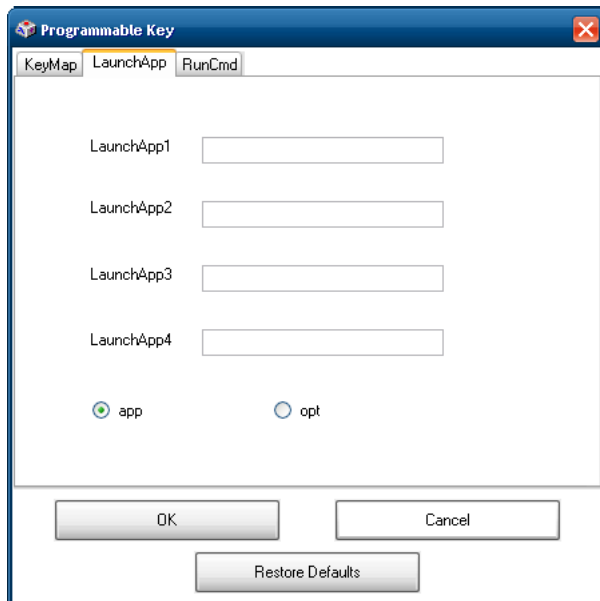 Programmable Key
KeyMap LaunchApp RunCmd
LaunchApp1
LaunchApp2
LaunchApp3
LaunchApp4
app opt
OK Cancel
Restore Defaults